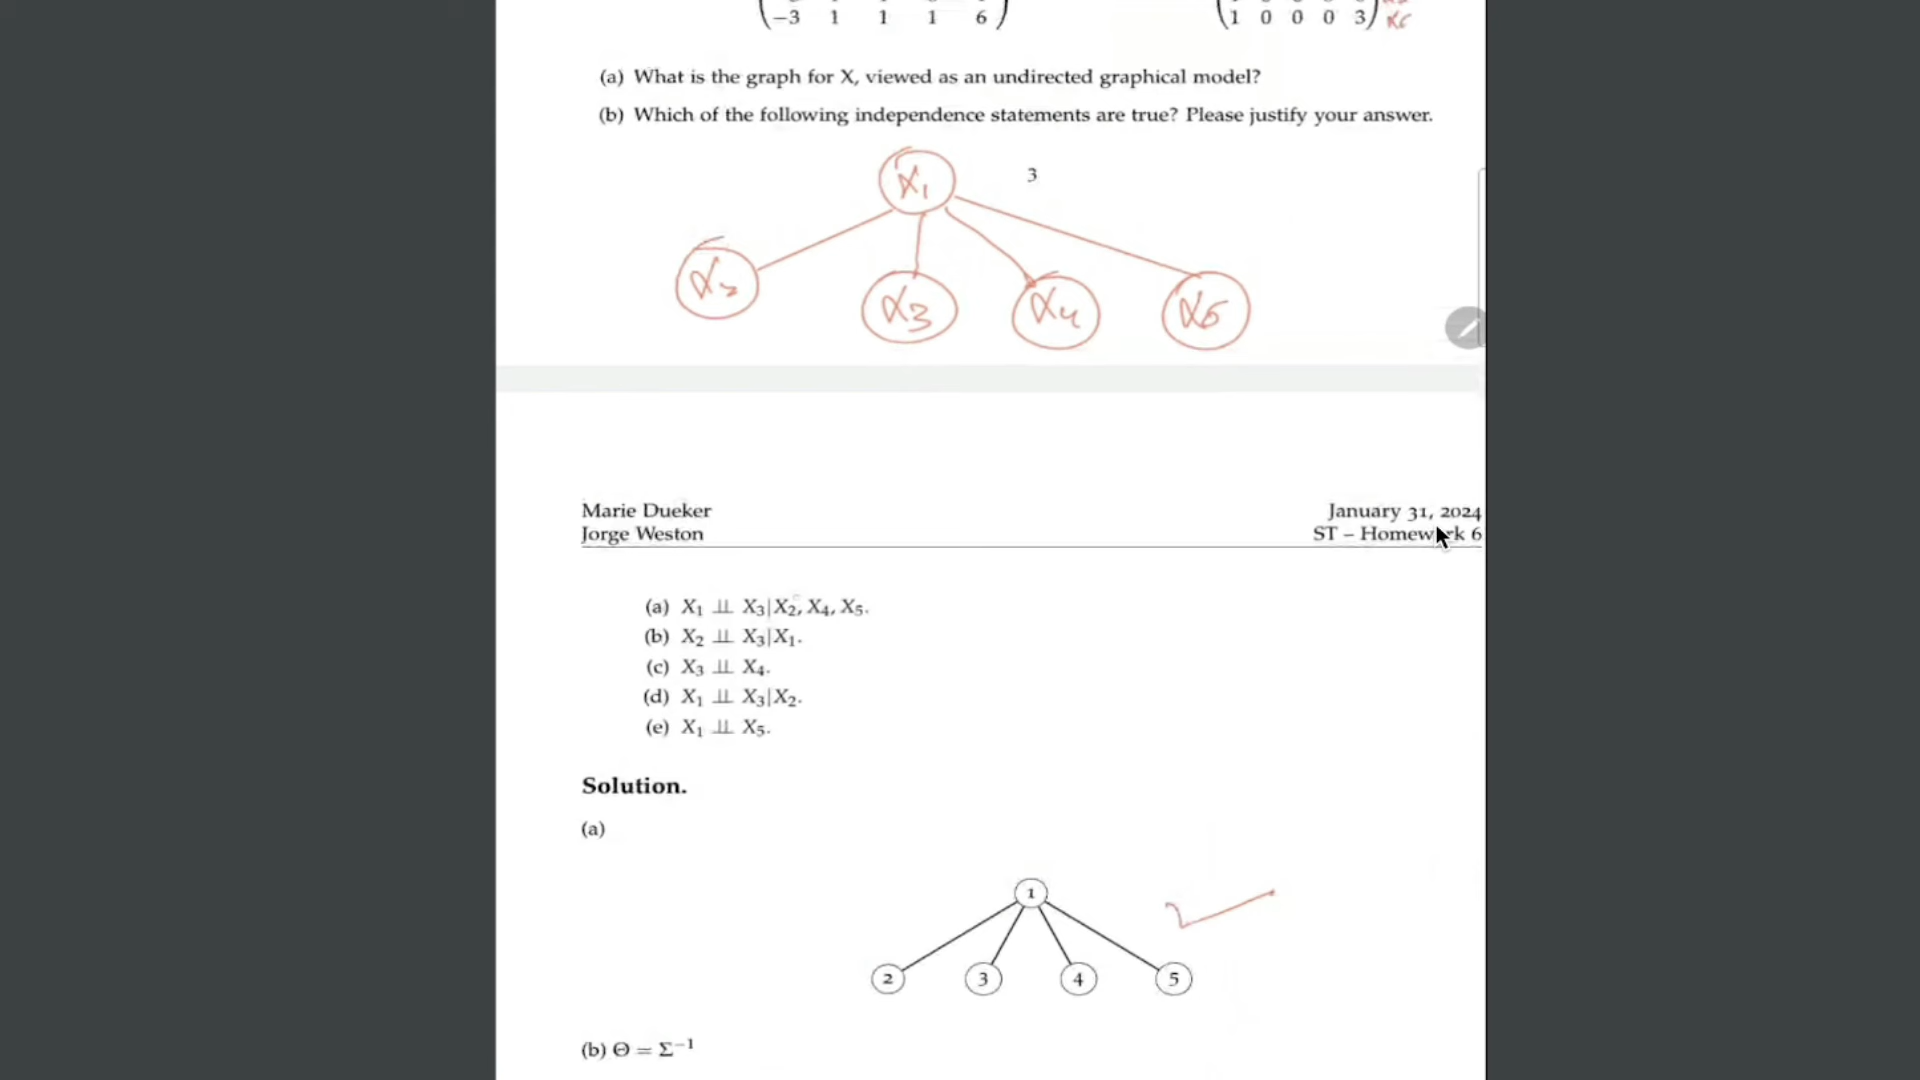 -3 1 1 1 6
1 0 0 0 3
(a) What is the graph for X, viewed as an undirected graphical model?
(b) Which of the following independence statements are true? Please justify your answer.
X1
3
X2
X3
X4
X5
Marie Dueker
January 31, 2024
Jorge Weston
ST – Homework 6
(a) X₁ ⫫ X₃|X₂, X₄, X₅.
(b) X₂ ⫫ X₃|X₁.
(c) X₃ ⫫ X₄.
(d) X₁ ⫫ X₃|X₂.
(e) X₁ ⫫ X₅.
Solution.
(a)
1
2 3 4 5
(b) Θ = Σ⁻¹